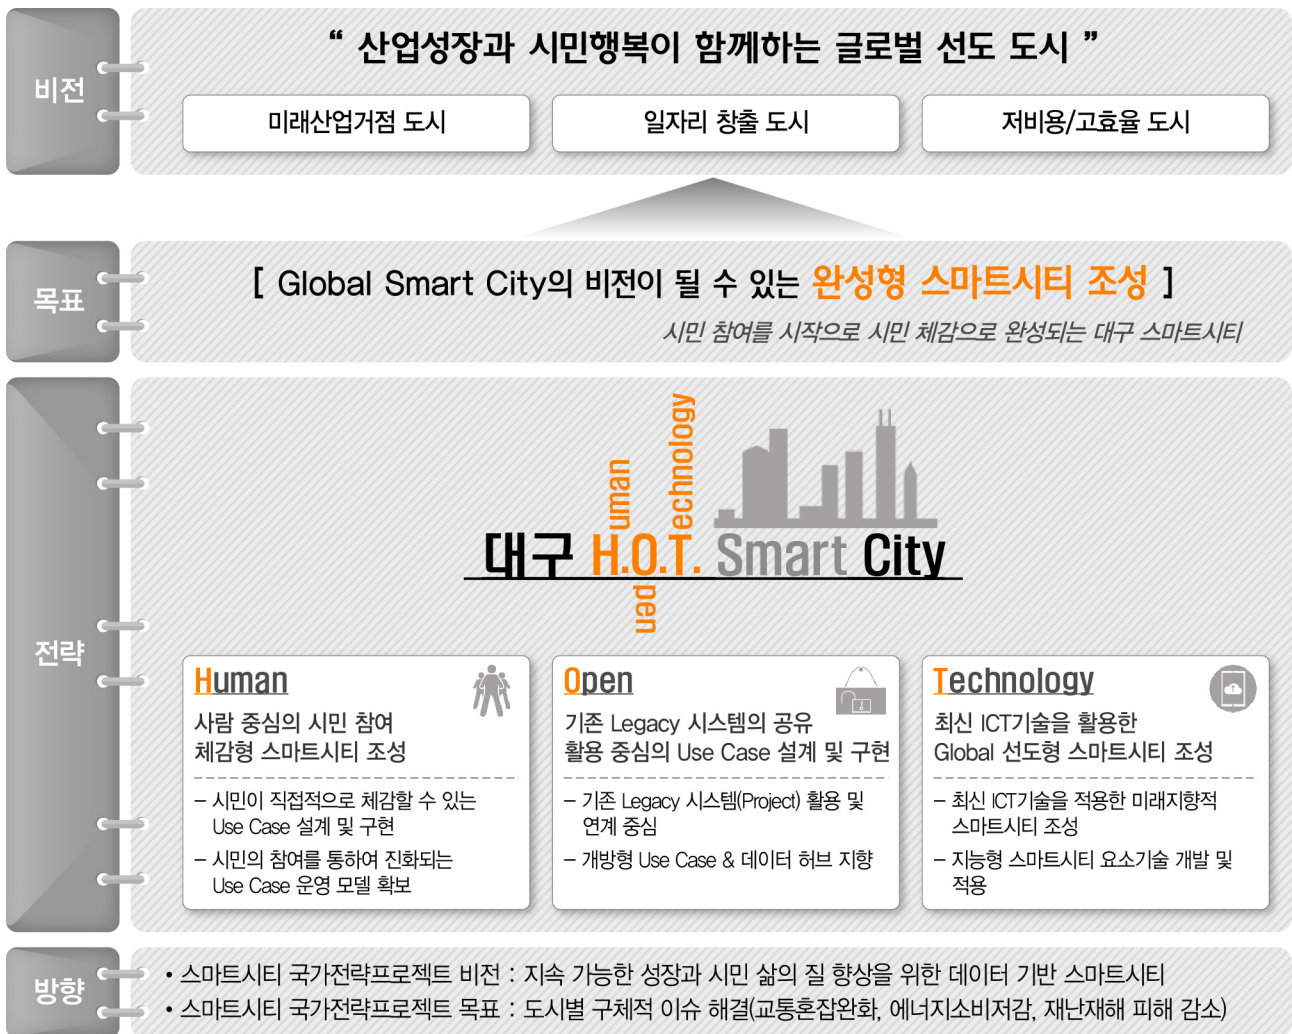 비전
“ 산업성장과 시민행복이 함께하는 글로벌 선도 도시 ”
미래산업거점 도시
일자리 창출 도시
저비용/고효율 도시
목표
[ Global Smart City의 비전이 될 수 있는 완성형 스마트시티 조성 ]
시민 참여를 시작으로 시민 체감으로 완성되는 대구 스마트시티
전략
uman
echnology
대구 H.O.T. Smart City
pen
Human
사람 중심의 시민 참여
체감형 스마트시티 조성
– 시민이 직접적으로 체감할 수 있는
Use Case 설계 및 구현
– 시민의 참여를 통하여 진화되는
Use Case 운영 모델 확보
Open
기존 Legacy 시스템의 공유
활용 중심의 Use Case 설계 및 구현
– 기존 Legacy 시스템(Project) 활용 및
연계 중심
– 개방형 Use Case & 데이터 허브 지향
Technology
최신 ICT기술을 활용한
Global 선도형 스마트시티 조성
– 최신 ICT기술을 적용한 미래지향적
스마트시티 조성
– 지능형 스마트시티 요소기술 개발 및
적용
방향
• 스마트시티 국가전략프로젝트 비전 : 지속 가능한 성장과 시민 삶의 질 향상을 위한 데이터 기반 스마트시티
• 스마트시티 국가전략프로젝트 목표 : 도시별 구체적 이슈 해결(교통혼잡완화, 에너지소비저감, 재난재해 피해 감소)